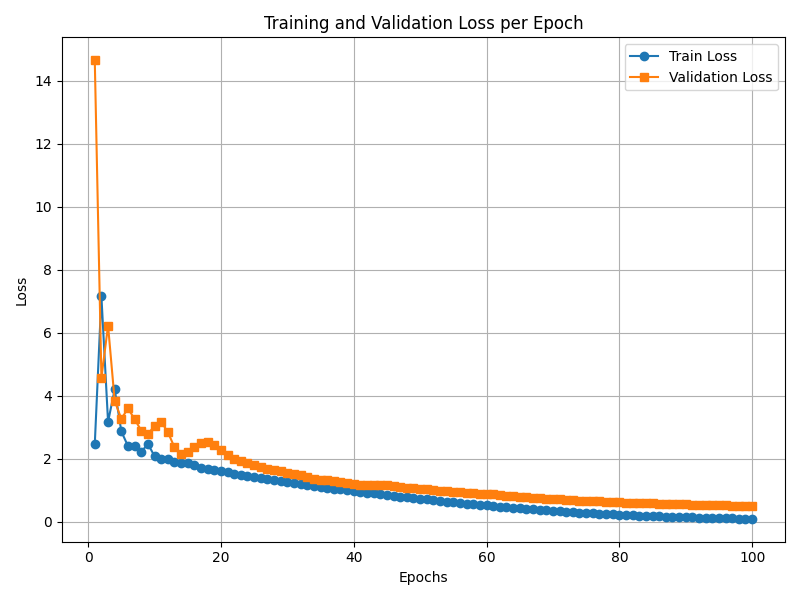 Training and Validation Loss per Epoch
Train Loss
Validation Loss
14
12
10
8
6
4
2
0
Loss
0 20 40 60 80 100
Epochs